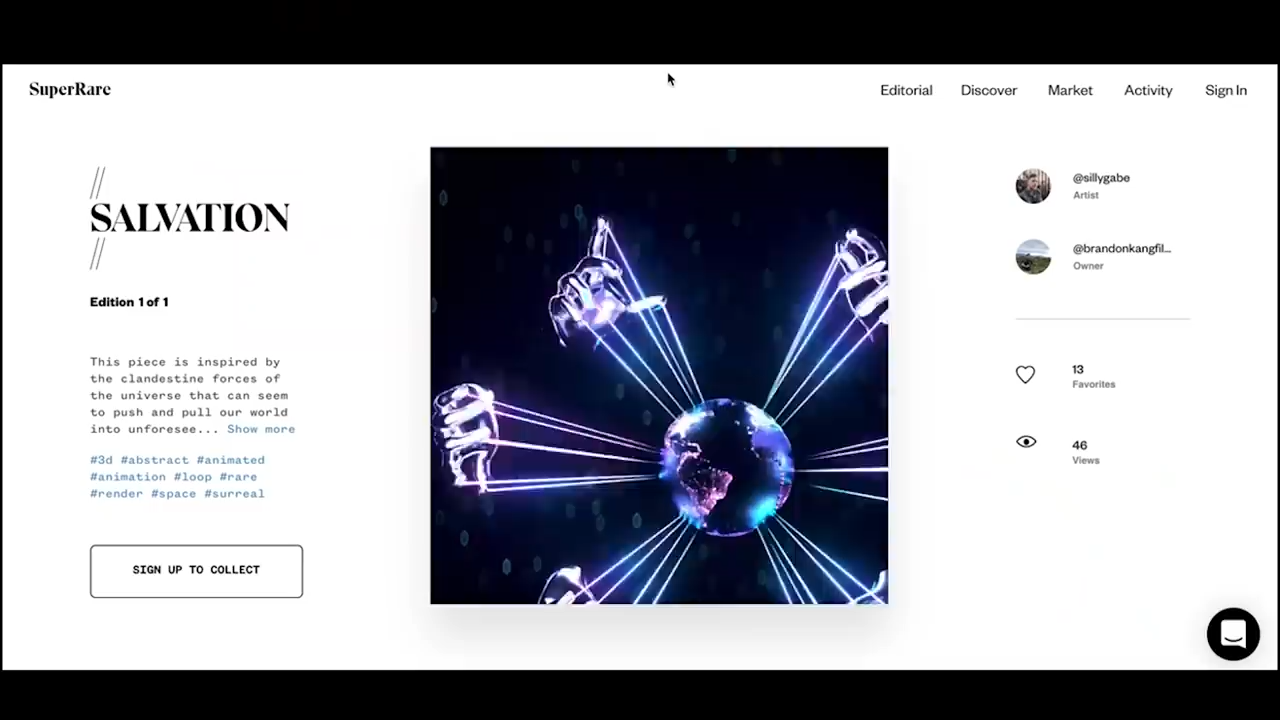 SuperRare
Editorial
Discover
Market
Activity
Sign In
//
SALVATION
//
Edition 1 of 1
This piece is inspired by
the clandestine forces of
the universe that can seem
to push and pull our world
into unforesee... Show more
#3d #abstract #animated
#animation #loop #rare
#render #space #surreal
SIGN UP TO COLLECT
@sillygabe
Artist
@brandonkangfil...
Owner
13
Favorites
46
Views